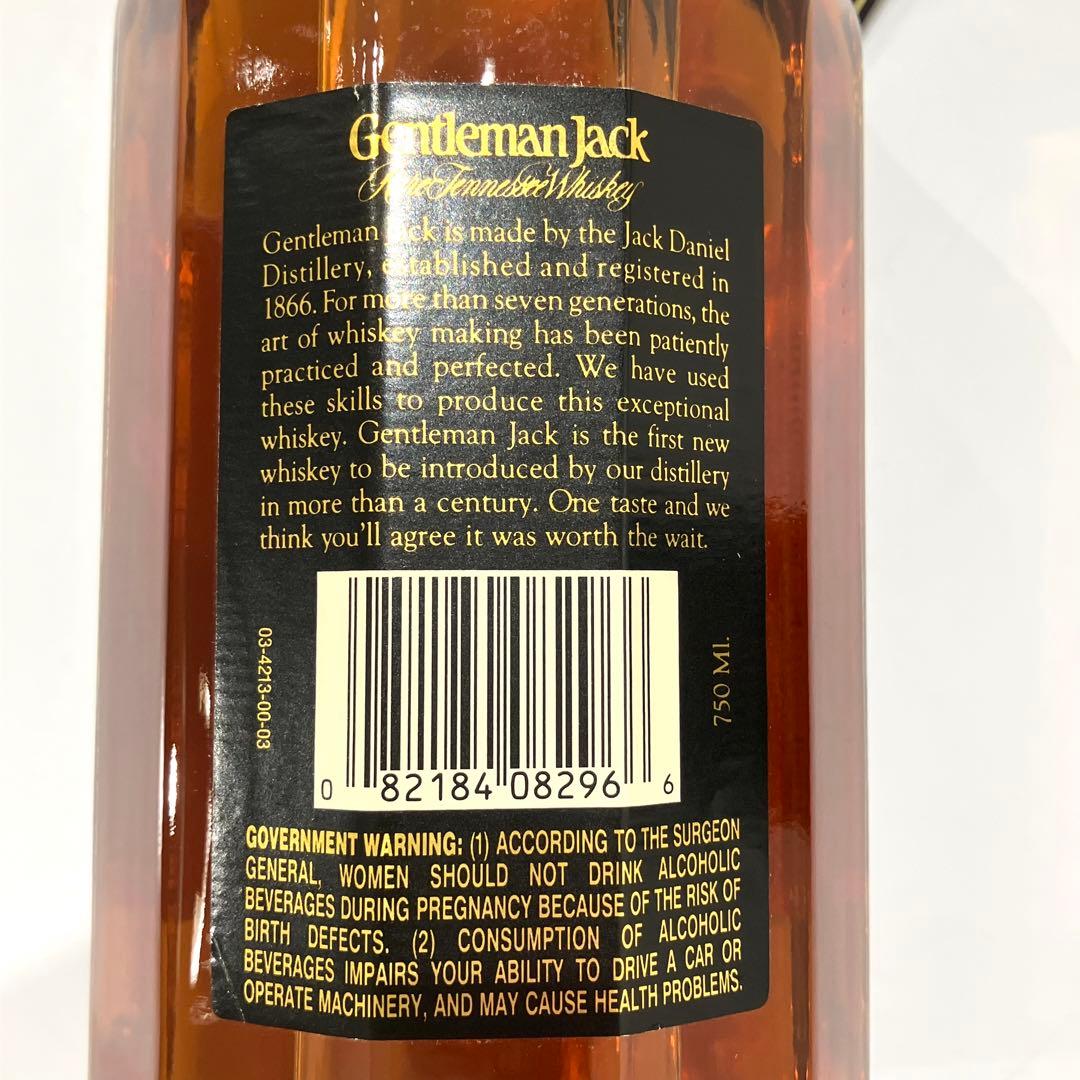 Gentleman Jack
Rare Tennessee Whiskey
Gentleman Jack is made by the Jack Daniel
Distillery, established and registered in
1866. For more than seven generations, the
art of whiskey making has been patiently
practiced and perfected. We have used
these skills to produce this exceptional
whiskey. Gentleman Jack is the first new
whiskey to be introduced by our distillery
in more than a century. One taste and we
think you'll agree it was worth the wait.
03-4213-00-03
750 Ml.
0 82184 08296 6
GOVERNMENT WARNING: (1) ACCORDING TO THE SURGEON
GENERAL, WOMEN SHOULD NOT DRINK ALCOHOLIC
BEVERAGES DURING PREGNANCY BECAUSE OF THE RISK OF
BIRTH DEFECTS. (2) CONSUMPTION OF ALCOHOLIC
BEVERAGES IMPAIRS YOUR ABILITY TO DRIVE A CAR OR
OPERATE MACHINERY, AND MAY CAUSE HEALTH PROBLEMS.